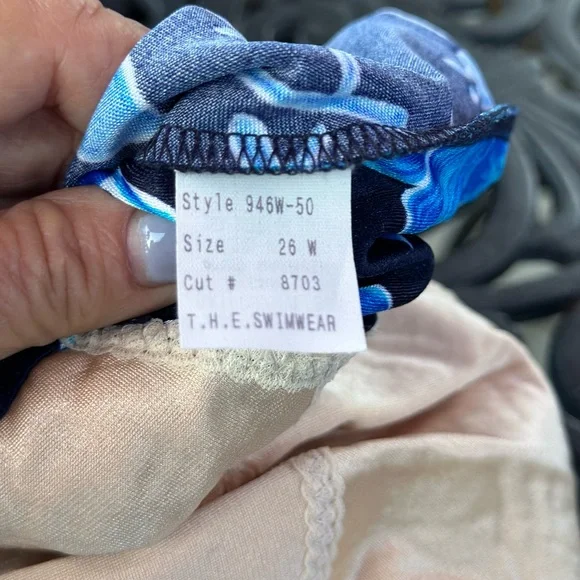 Style 946W-50
Size 26 W
Cut # 8703
T.H.E.SWIMWEAR